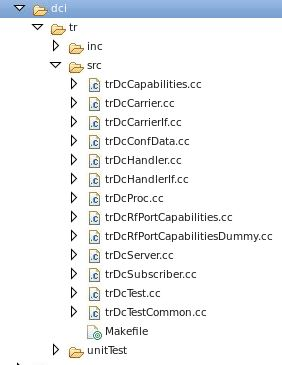 dci
tr
inc
src
trDcCapabilities.cc
trDcCarrier.cc
trDcCarrierIf.cc
trDcConfData.cc
trDcHandler.cc
trDcHandlerIf.cc
trDcProc.cc
trDcRfPortCapabilities.cc
trDcRfPortCapabilitiesDummy.cc
trDcServer.cc
trDcSubscriber.cc
trDcTest.cc
trDcTestCommon.cc
Makefile
unitTest